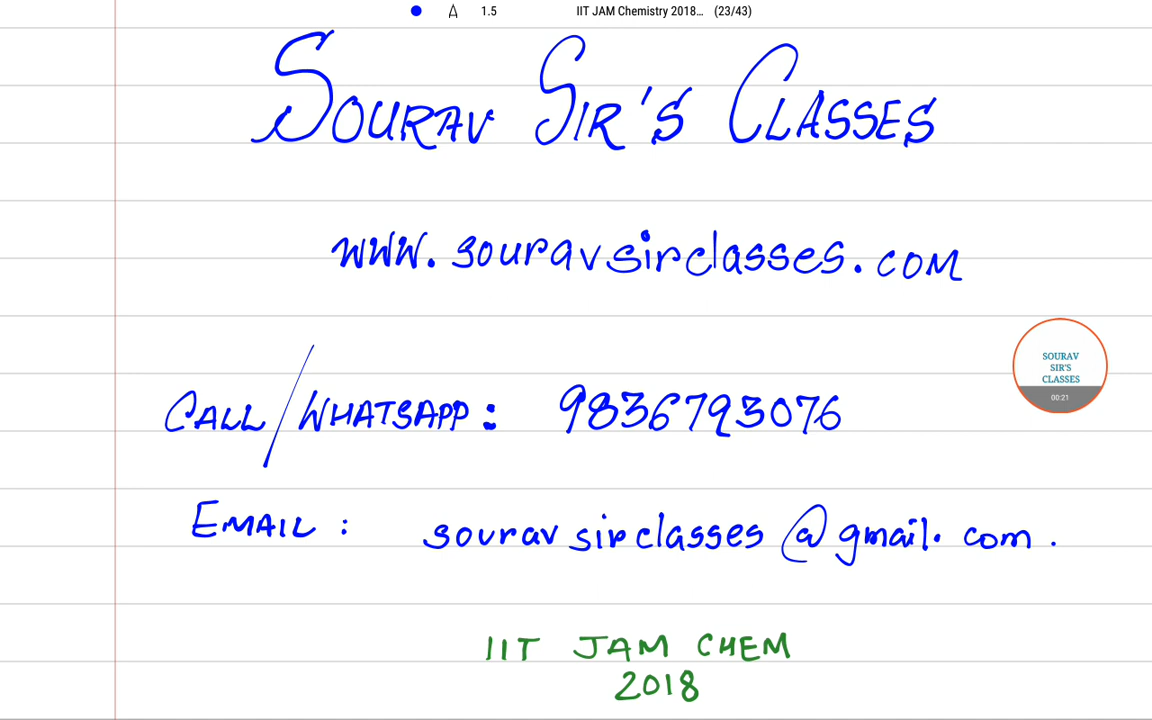 1.5 IIT JAM Chemistry 2018... (23/43)
SOURAV SIR'S CLASSES
www.souravsirclasses.com
SOURAV
SIR'S
CLASSES
00:21
CALL/WHATSAPP: 9836793076
EMAIL: souravsirclasses@gmail.com.
IIT JAM CHEM
2018